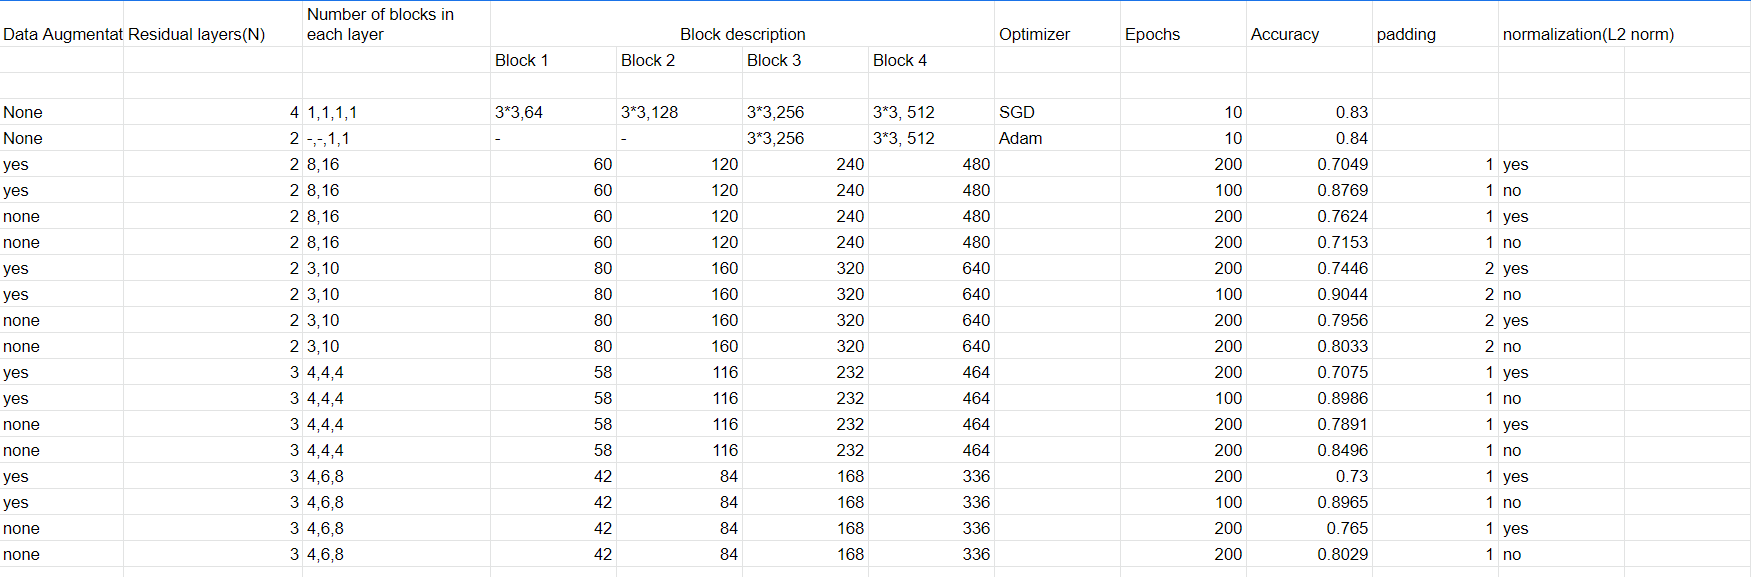 Data Augmentat Residual layers(N) Number of blocks in each layer Block description Optimizer Epochs Accuracy padding normalization(L2 norm)
Block 1 Block 2 Block 3 Block 4
None 4 1,1,1,1 3*3,64 3*3,128 3*3,256 3*3, 512 SGD 10 0.83
None 2 -,-,1,1 - - 3*3,256 3*3, 512 Adam 10 0.84
yes 2 8,16 60 120 240 480 200 0.7049 1 yes
yes 2 8,16 60 120 240 480 100 0.8769 1 no
none 2 8,16 60 120 240 480 200 0.7624 1 yes
none 2 8,16 60 120 240 480 200 0.7153 1 no
yes 2 3,10 80 160 320 640 200 0.7446 2 yes
yes 2 3,10 80 160 320 640 100 0.9044 2 no
none 2 3,10 80 160 320 640 200 0.7956 2 yes
none 2 3,10 80 160 320 640 200 0.8033 2 no
yes 3 4,4,4 58 116 232 464 200 0.7075 1 yes
yes 3 4,4,4 58 116 232 464 100 0.8986 1 no
none 3 4,4,4 58 116 232 464 200 0.7891 1 yes
none 3 4,4,4 58 116 232 464 200 0.8496 1 no
yes 3 4,6,8 42 84 168 336 200 0.73 1 yes
yes 3 4,6,8 42 84 168 336 100 0.8965 1 no
none 3 4,6,8 42 84 168 336 200 0.765 1 yes
none 3 4,6,8 42 84 168 336 200 0.8029 1 no